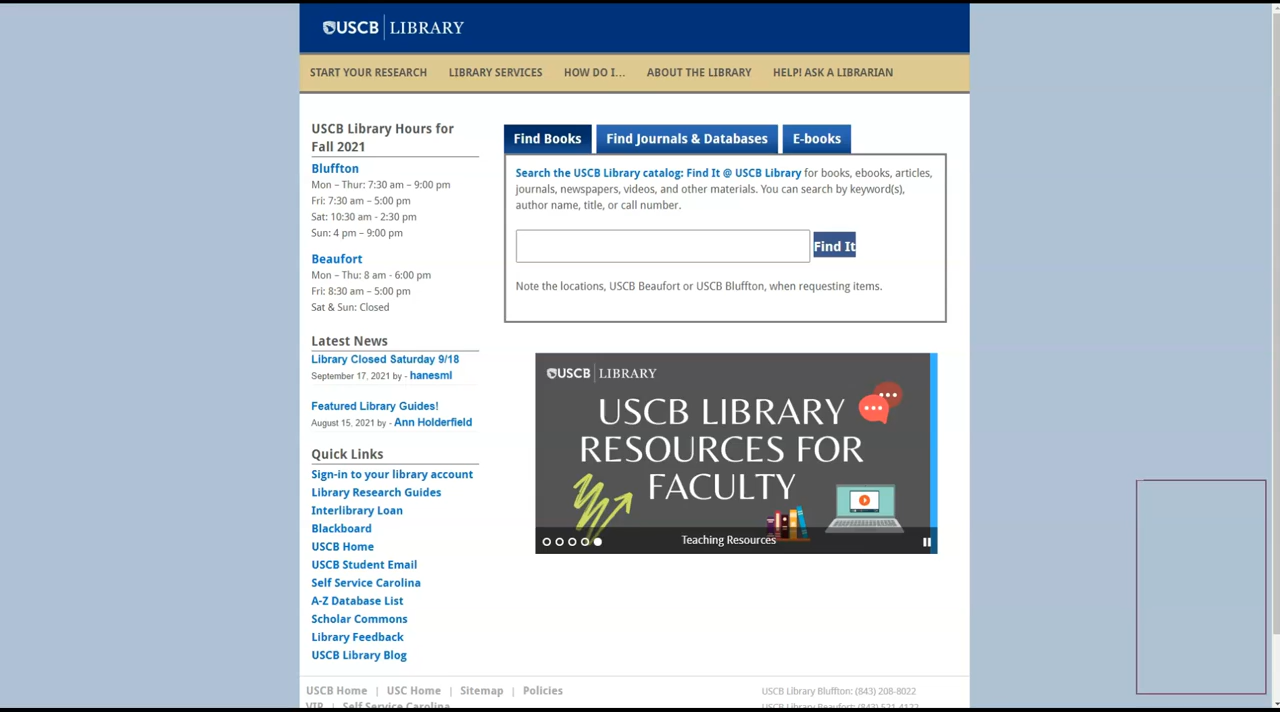 USCB LIBRARY
START YOUR RESEARCH LIBRARY SERVICES HOW DO I... ABOUT THE LIBRARY HELP! ASK A LIBRARIAN
USCB Library Hours for
Fall 2021
Bluffton
Mon – Thur: 7:30 am – 9:00 pm
Fri: 7:30 am – 5:00 pm
Sat: 10:30 am - 2:30 pm
Sun: 4 pm – 9:00 pm
Beaufort
Mon – Thu: 8 am - 6:00 pm
Fri: 8:30 am – 5:00 pm
Sat & Sun: Closed
Latest News
Library Closed Saturday 9/18
September 17, 2021 by - hanesml
Featured Library Guides!
August 15, 2021 by - Ann Holderfield
Quick Links
Sign-in to your library account
Library Research Guides
Interlibrary Loan
Blackboard
USCB Home
USCB Student Email
Self Service Carolina
A-Z Database List
Scholar Commons
Library Feedback
USCB Library Blog
Find Books Find Journals & Databases E-books
Search the USCB Library catalog: Find It @ USCB Library for books, ebooks, articles,
journals, newspapers, videos, and other materials. You can search by keyword(s),
author name, title, or call number.
Find It
Note the locations, USCB Beaufort or USCB Bluffton, when requesting items.
USCB LIBRARY
USCB LIBRARY
RESOURCES FOR
FACULTY
Teaching Resources
USCB Home | USC Home | Sitemap | Policies
VIP | Self Service Carolina
USCB Library Bluffton: (843) 208-8022
USCB Library Beaufort: (843) 521-4122